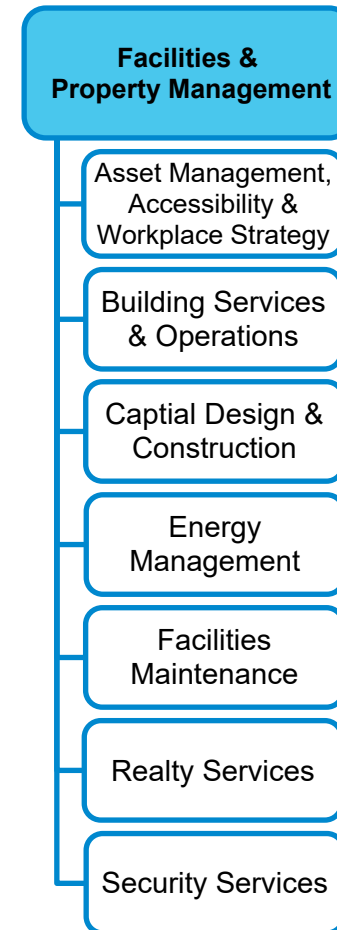 Facilities &
Property Management
Asset Management,
Accessibility &
Workplace Strategy
Building Services
& Operations
Captial Design &
Construction
Energy
Management
Facilities
Maintenance
Realty Services
Security Services